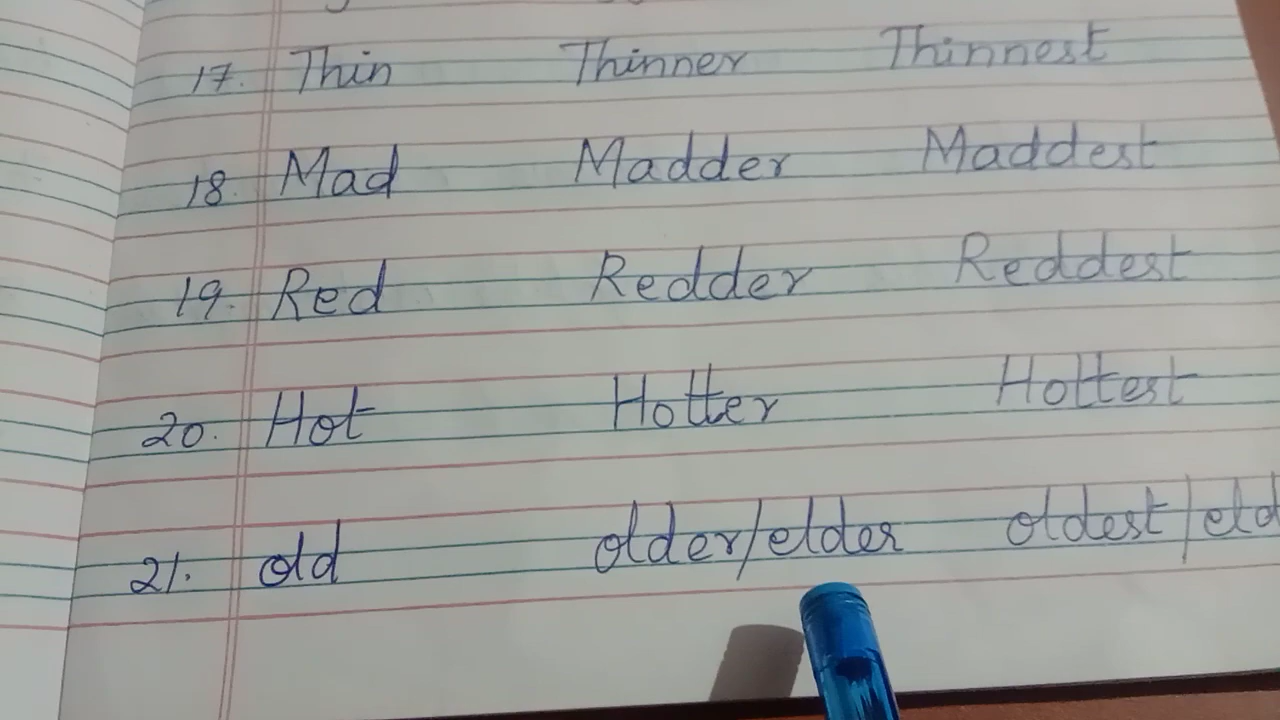 17. Thin Thinner Thinnest
18. Mad Madder Maddest
19. Red Redder Reddest
20. Hot Hotter Hottest
21. old older/elder oldest/eld